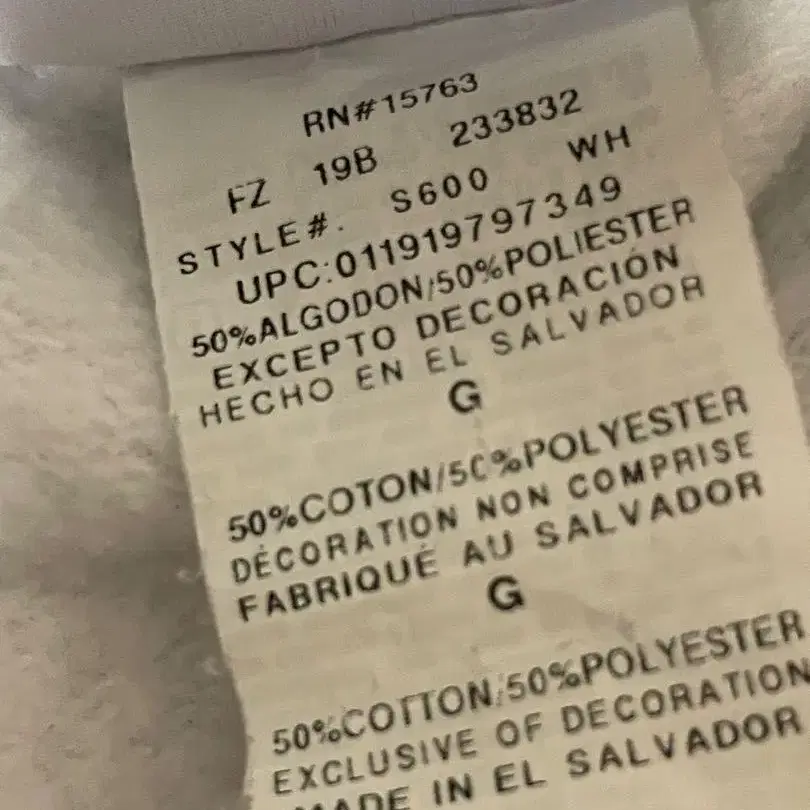 RN#15763
FZ 19B 233832
STYLE#. S600 WH
UPC:011919797349
50%ALGODON/50%POLIESTER
EXCEPTO DECORACIÓN
HECHO EN EL SALVADOR
G
50%COTON/50%POLYESTER
DÉCORATION NON COMPRISE
FABRIQUÉ AU SALVADOR
G
50%COTTON/50%POLYESTER
EXCLUSIVE OF DECORATION
MADE IN EL SALVADOR